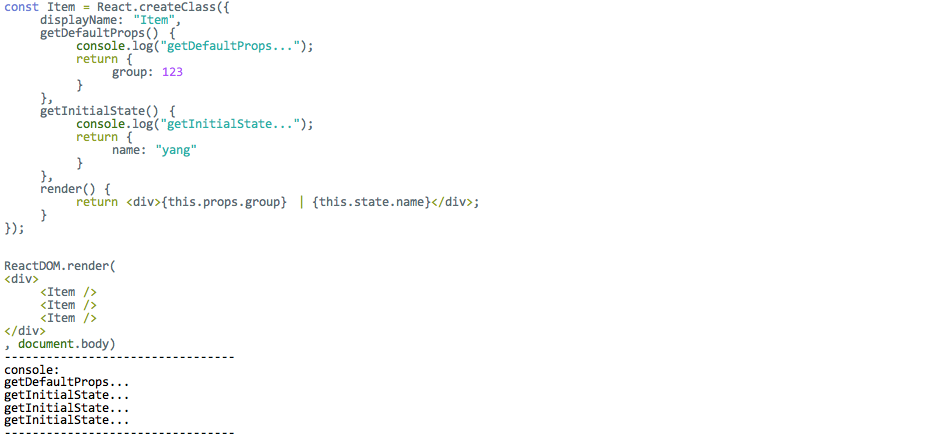 const Item = React.createClass({
displayName: "Item",
getDefaultProps() {
console.log("getDefaultProps...");
return {
group: 123
}
},
getInitialState() {
console.log("getInitialState...");
return {
name: "yang"
}
},
render() {
return <div>{this.props.group} | {this.state.name}</div>;
}
});
ReactDOM.render(
<div>
<Item />
<Item />
<Item />
</div>
, document.body)
---------------------------------
console:
getDefaultProps...
getInitialState...
getInitialState...
getInitialState...
---------------------------------